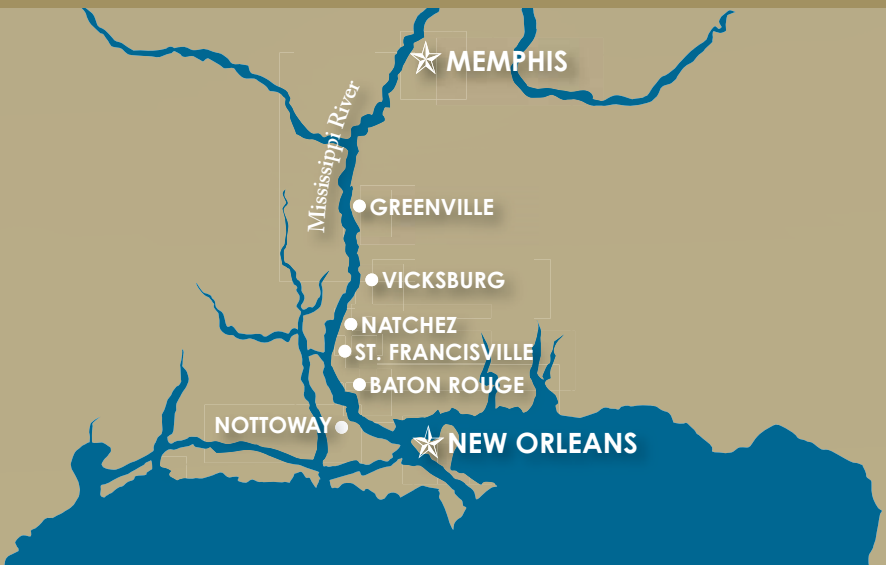 MEMPHIS
Mississippi River
GREENVILLE
VICKSBURG
NATCHEZ
ST. FRANCISVILLE
BATON ROUGE
NOTTOWAY
NEW ORLEANS